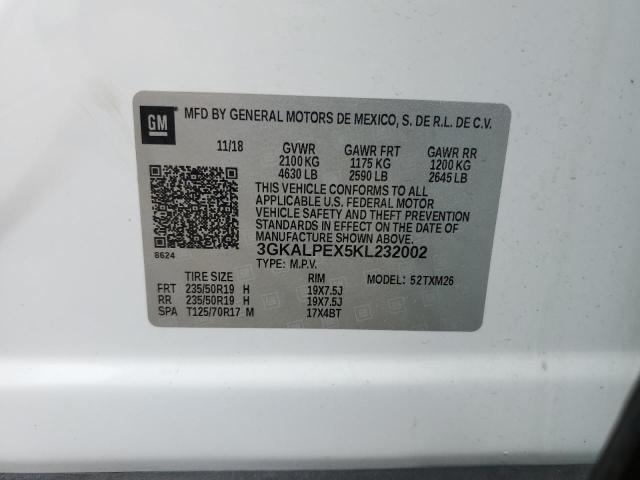 GM
MFD BY GENERAL MOTORS DE MEXICO, S. DE R.L. DE C.V.
11/18 GVWR GAWR FRT GAWR RR
2100 KG 1175 KG 1200 KG
4630 LB 2590 LB 2645 LB
THIS VEHICLE CONFORMS TO ALL
APPLICABLE U.S. FEDERAL MOTOR
VEHICLE SAFETY AND THEFT PREVENTION
STANDARDS IN EFFECT ON THE DATE
OF MANUFACTURE SHOWN ABOVE.
8624 3GKALPEX5KL232002
TYPE: M.P.V. MODEL: 52TXM26
TIRE SIZE RIM
FRT 235/50R19 H 19X7.5J
RR 235/50R19 H 19X7.5J
SPA T125/70R17 M 17X4BT